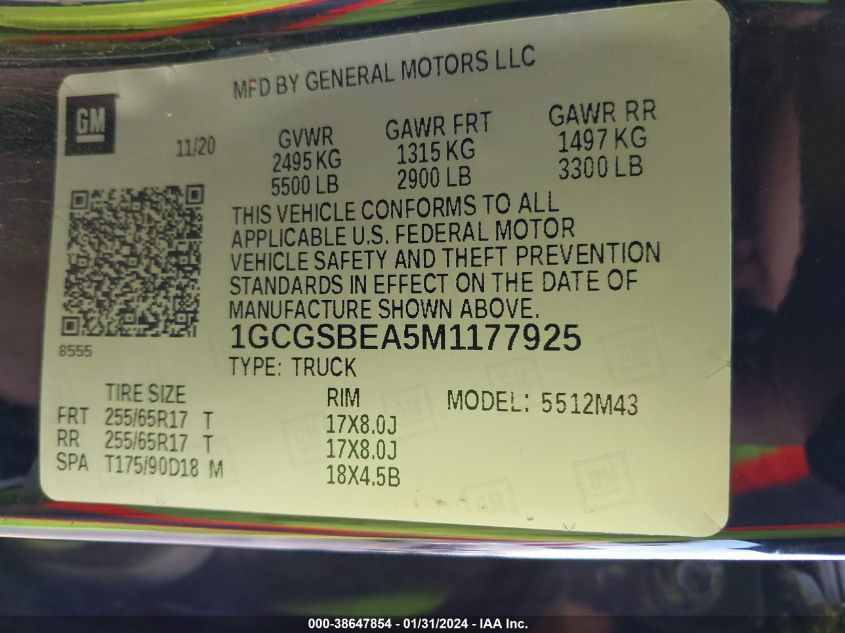 MFD BY GENERAL MOTORS LLC
GM
11/20
GVWR GAWR FRT GAWR RR
2495 KG 1315 KG 1497 KG
5500 LB 2900 LB 3300 LB
THIS VEHICLE CONFORMS TO ALL
APPLICABLE U.S. FEDERAL MOTOR
VEHICLE SAFETY AND THEFT PREVENTION
STANDARDS IN EFFECT ON THE DATE OF
MANUFACTURE SHOWN ABOVE.
8555
1GCGSBEA5M1177925
TYPE: TRUCK
TIRE SIZE RIM MODEL: 5512M43
FRT 255/65R17 T 17X8.0J
RR 255/65R17 T 17X8.0J
SPA T175/90D18 M 18X4.5B
000-38647854 - 01/31/2024 - IAA Inc.